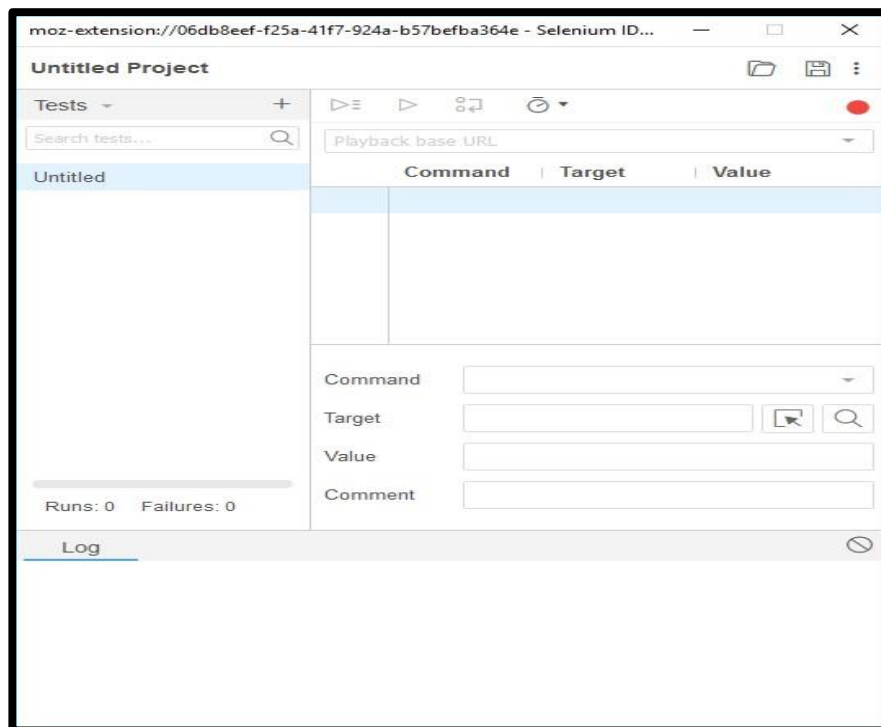 moz-extension://06db8eef-f25a-41f7-924a-b57befba364e - Selenium ID...
Untitled Project
Tests
Search tests...
Untitled
Runs: 0 Failures: 0
Playback base URL
Command Target Value
Command
Target
Value
Comment
Log